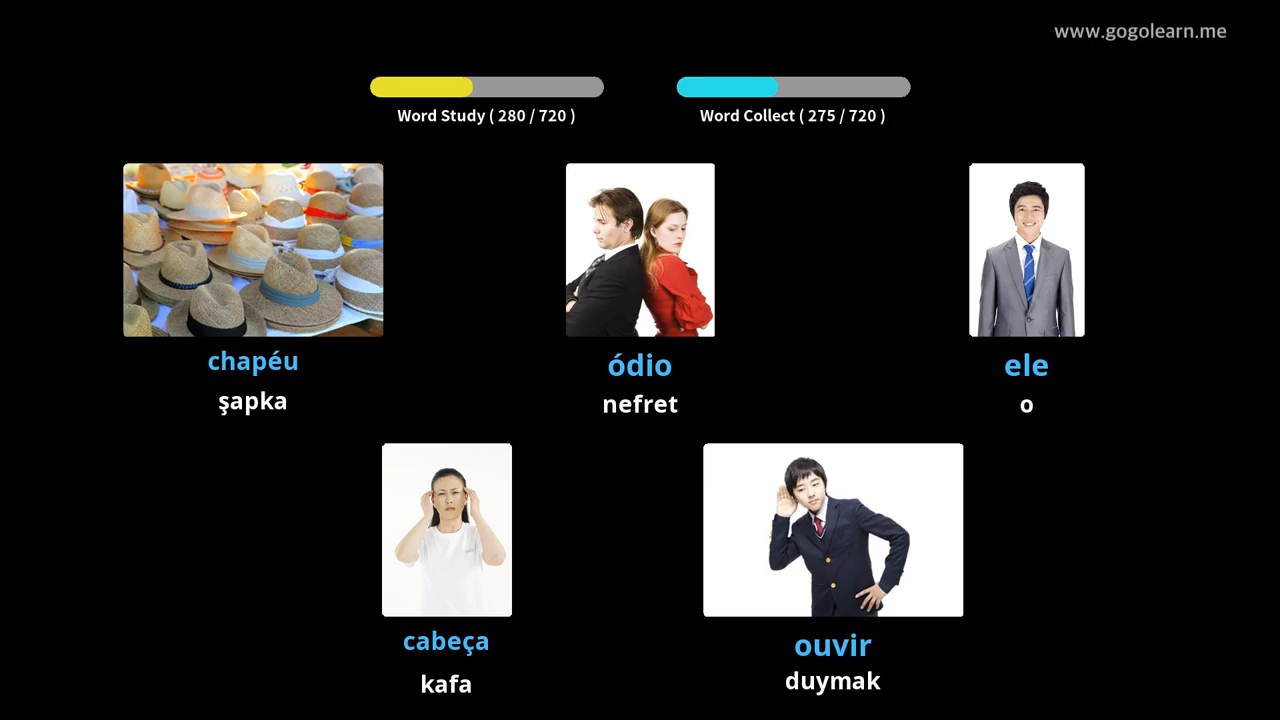 www.gogolearn.me
Word Study ( 280 / 720 )
Word Collect ( 275 / 720 )
chapéu
şapka
ódio
nefret
ele
o
cabeça
kafa
ouvir
duymak